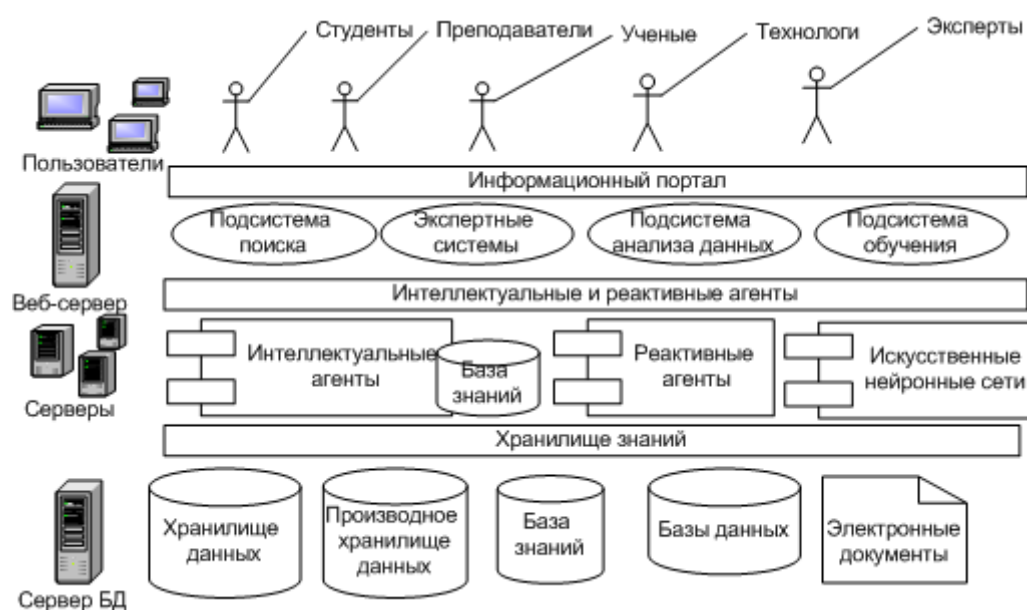 Студенты
Преподаватели
Ученые
Технологи
Эксперты
Пользователи
Информационный портал
Подсистема
поиска
Экспертные
системы
Подсистема
анализа данных
Подсистема
обучения
Веб-сервер
Интеллектуальные и реактивные агенты
Интеллектуальные
агенты
База
знаний
Реактивные
агенты
Искусственные
нейронные сети
Серверы
Хранилище знаний
Хранилище
данных
Производное
хранилище
данных
База
знаний
Базы данных
Электронные
документы
Сервер БД